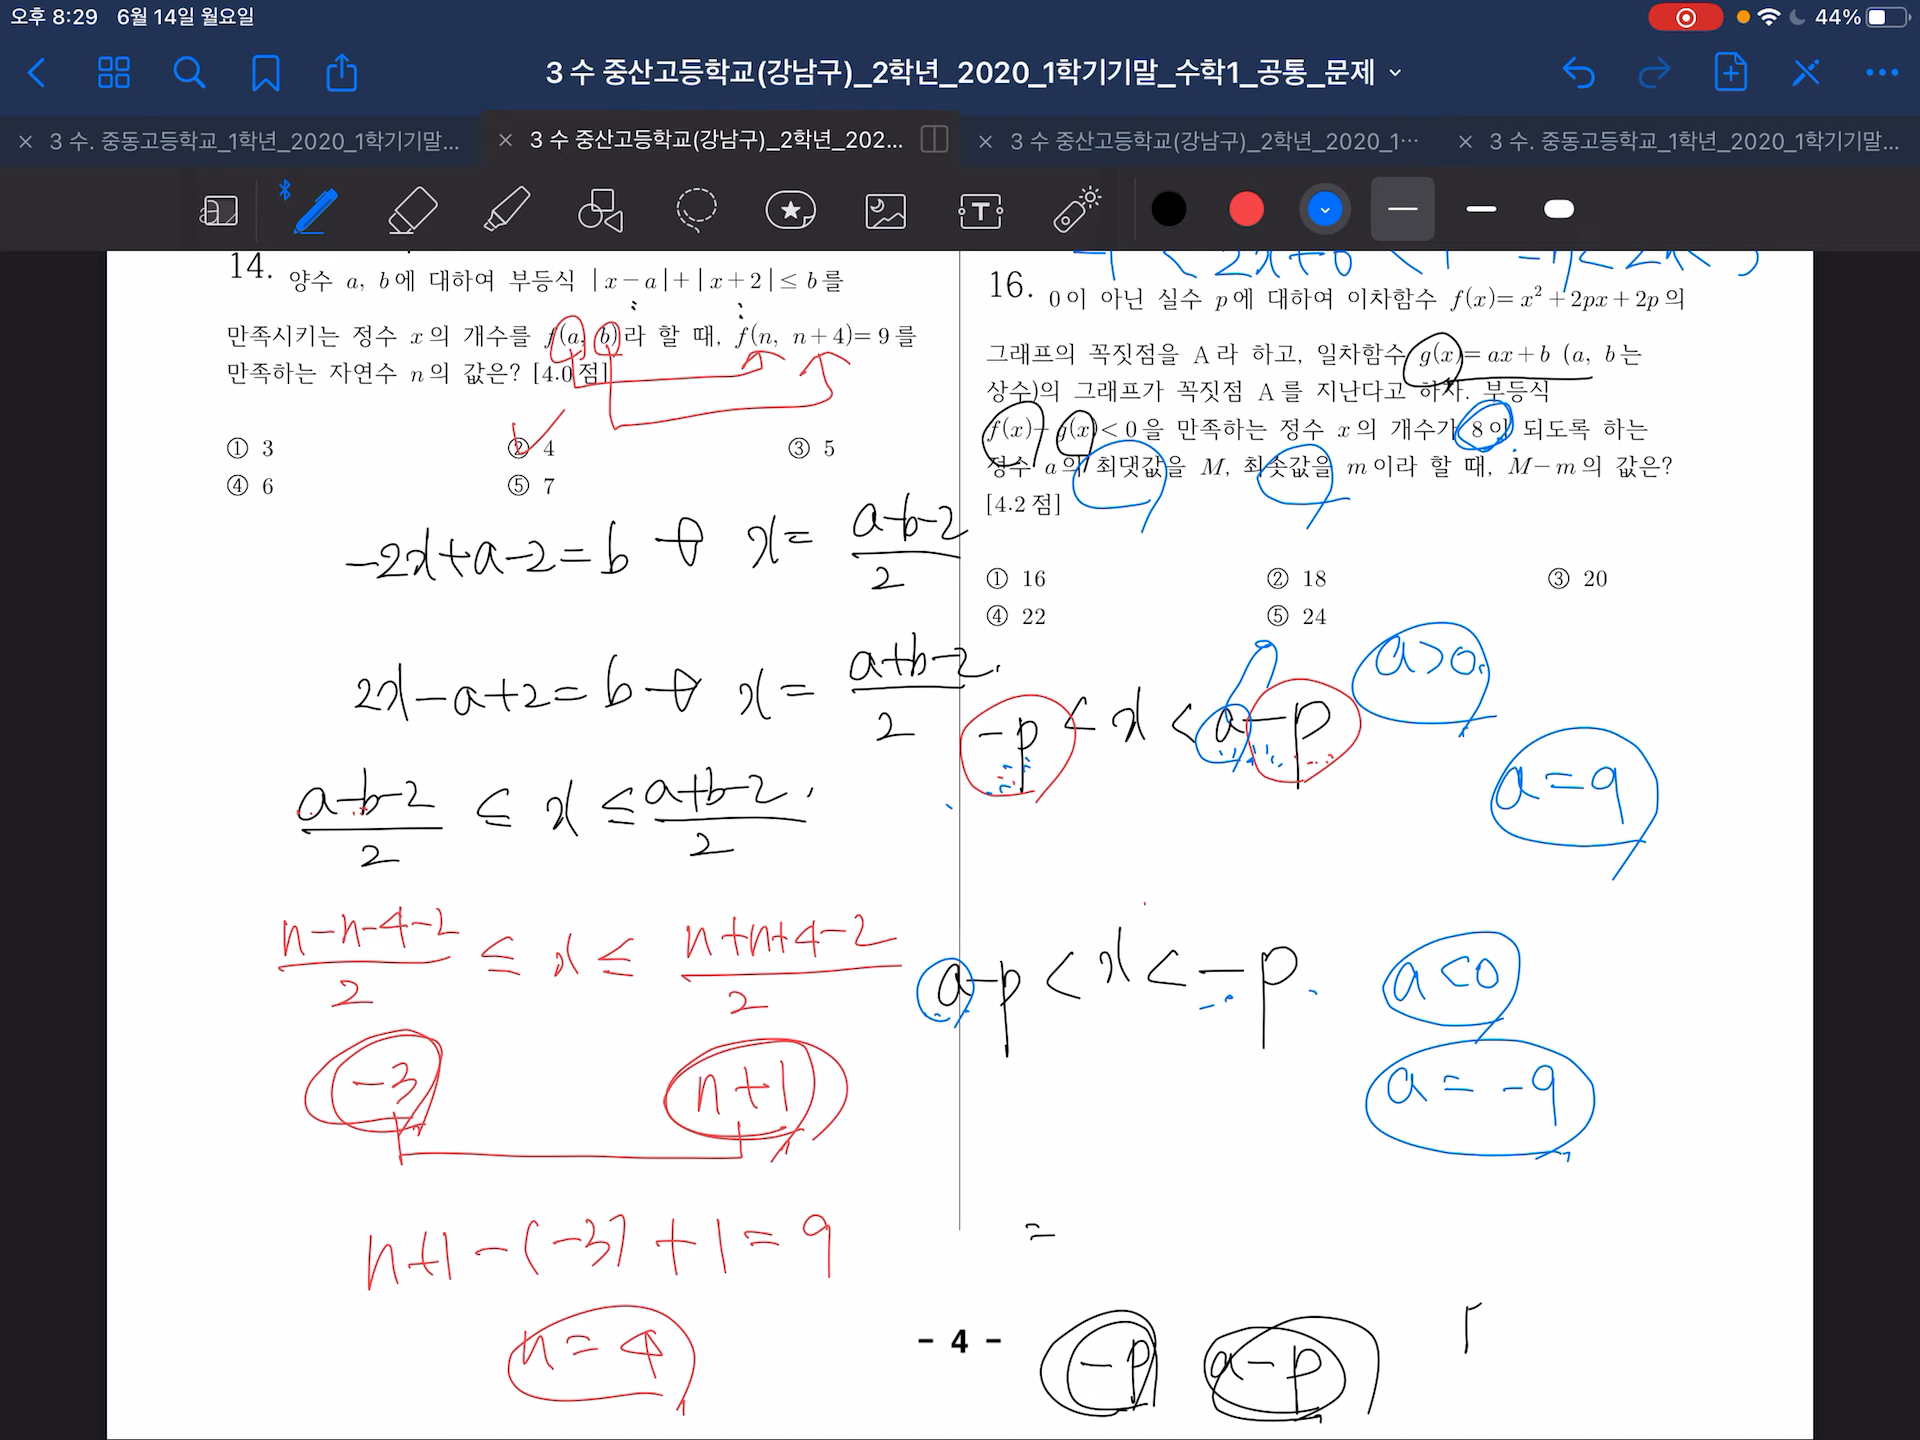 오후 8:29 6월 14일 월요일
44%
3 수 중산고등학교(강남구)_2학년_2020_1학기기말_수학1_공통_문제
3 수. 중동고등학교_1학년_2020_1학기기말...
3 수 중산고등학교(강남구)_2학년_202...
3 수 중산고등학교(강남구)_2학년_2020_1...
3 수. 중동고등학교_1학년_2020_1학기기말...
14. 양수 a, b에 대하여 부등식 |x-a|+|x+2|≤b를
만족시키는 정수 x의 개수를 f(a, b)라 할 때, f(n, n+4)=9를
만족하는 자연수 n의 값은? [4.0점]
① 3 ② 4 ③ 5
④ 6 ⑤ 7
-2x+a-2=b → x= (a-b-2)/2
2x-a+2=b → x= (a+b-2)/2
(a-b-2)/2 ≤ x ≤ (a+b-2)/2
(n-n-4-2)/2 ≤ x ≤ (n+n+4-2)/2
-3 n+1
n+1-(-3)+1=9
n=4
16. 0이 아닌 실수 p에 대하여 이차함수 f(x)=x²+2px+2p의
그래프의 꼭짓점을 A라 하고, 일차함수 g(x)=ax+b (a, b는
상수)의 그래프가 꼭짓점 A를 지난다고 하자. 부등식
f(x)-g(x)<0을 만족하는 정수 x의 개수가 8이 되도록 하는
정수 a의 최댓값을 M, 최솟값을 m이라 할 때, M-m의 값은?
[4.2점]
① 16 ② 18 ③ 20
④ 22 ⑤ 24
a>0.
-p < x < a-p
a=9
a-p < x < -p
a<0
a=-9
=
-p a-p
- 4 -